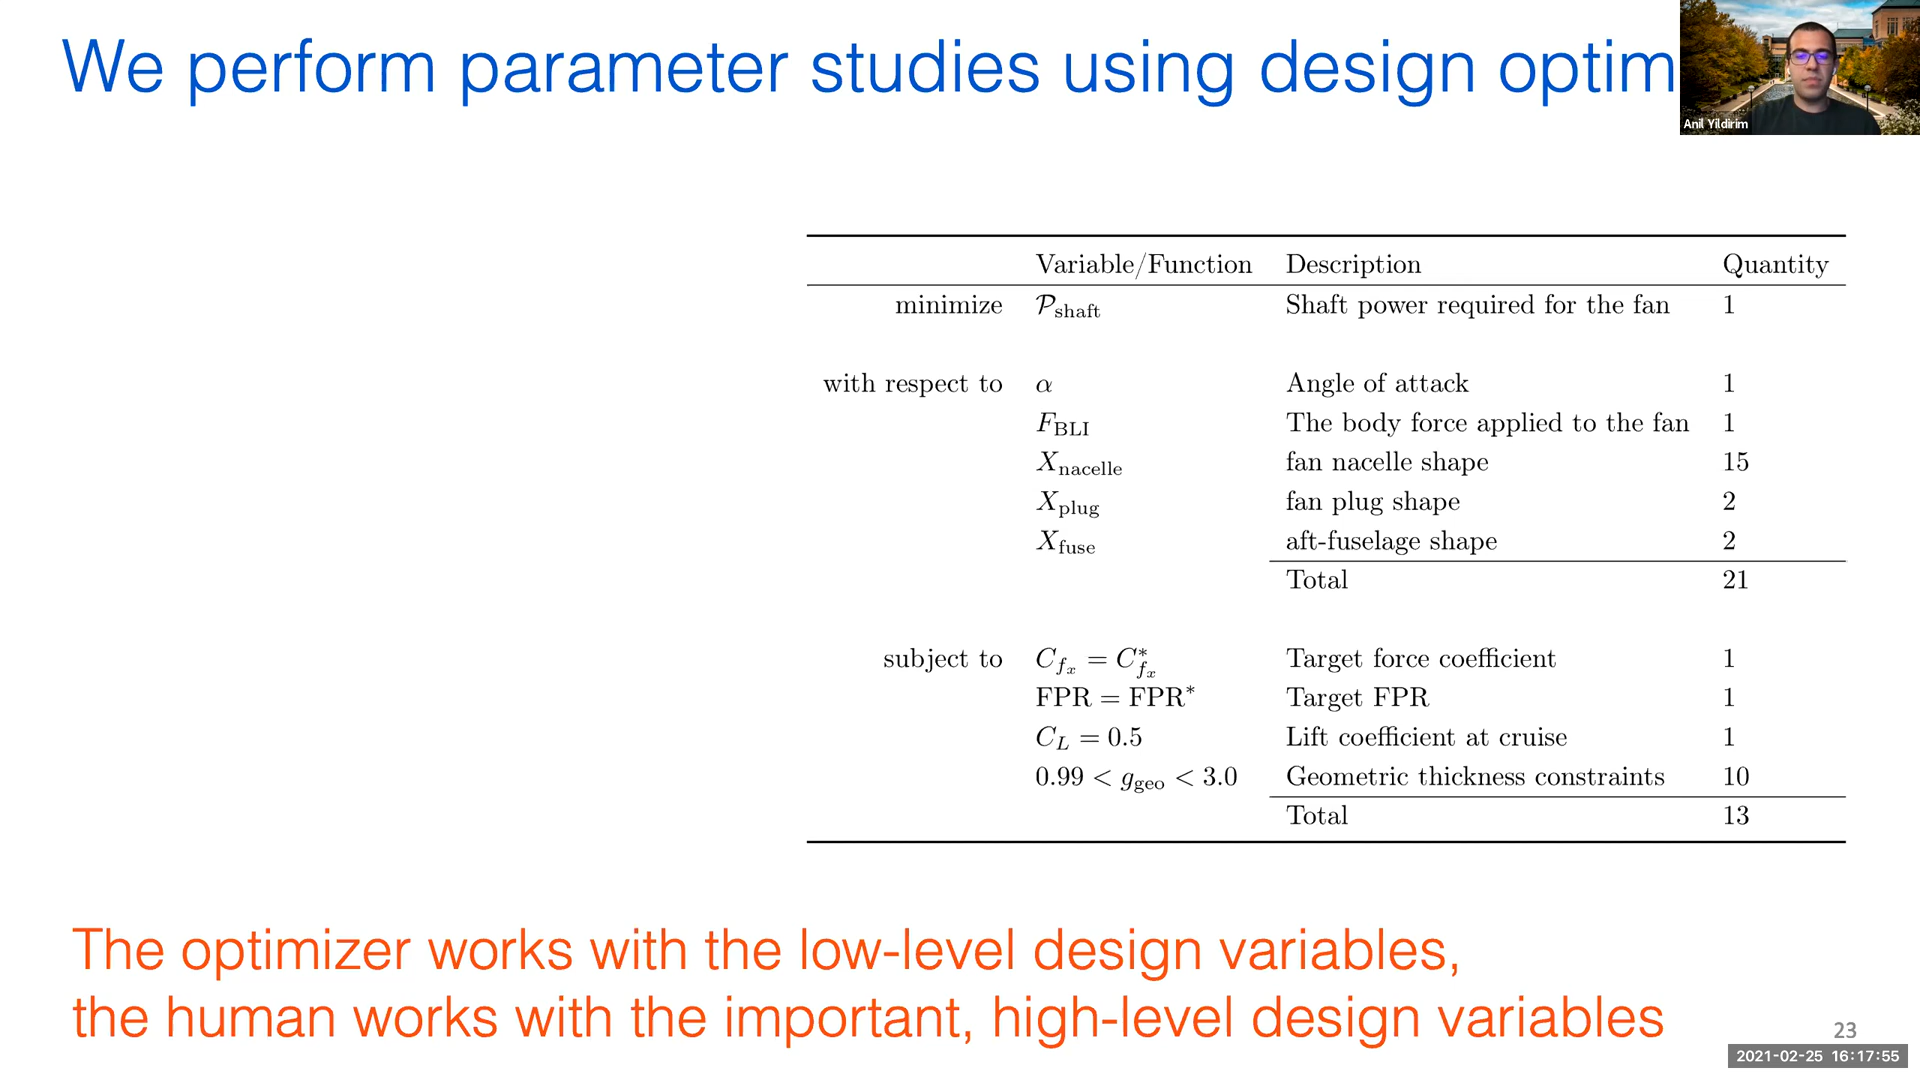 We perform parameter studies using design optim
Anil Yildirim
Variable/Function Description Quantity
minimize 𝒫shaft Shaft power required for the fan 1
with respect to α Angle of attack 1
FBLI The body force applied to the fan 1
Xnacelle fan nacelle shape 15
Xplug fan plug shape 2
Xfuse aft-fuselage shape 2
Total 21
subject to Cfx = C*fx Target force coefficient 1
FPR = FPR* Target FPR 1
CL = 0.5 Lift coefficient at cruise 1
0.99 < ggeo < 3.0 Geometric thickness constraints 10
Total 13
The optimizer works with the low-level design variables,
the human works with the important, high-level design variables
23
2021-02-25 16:17:55